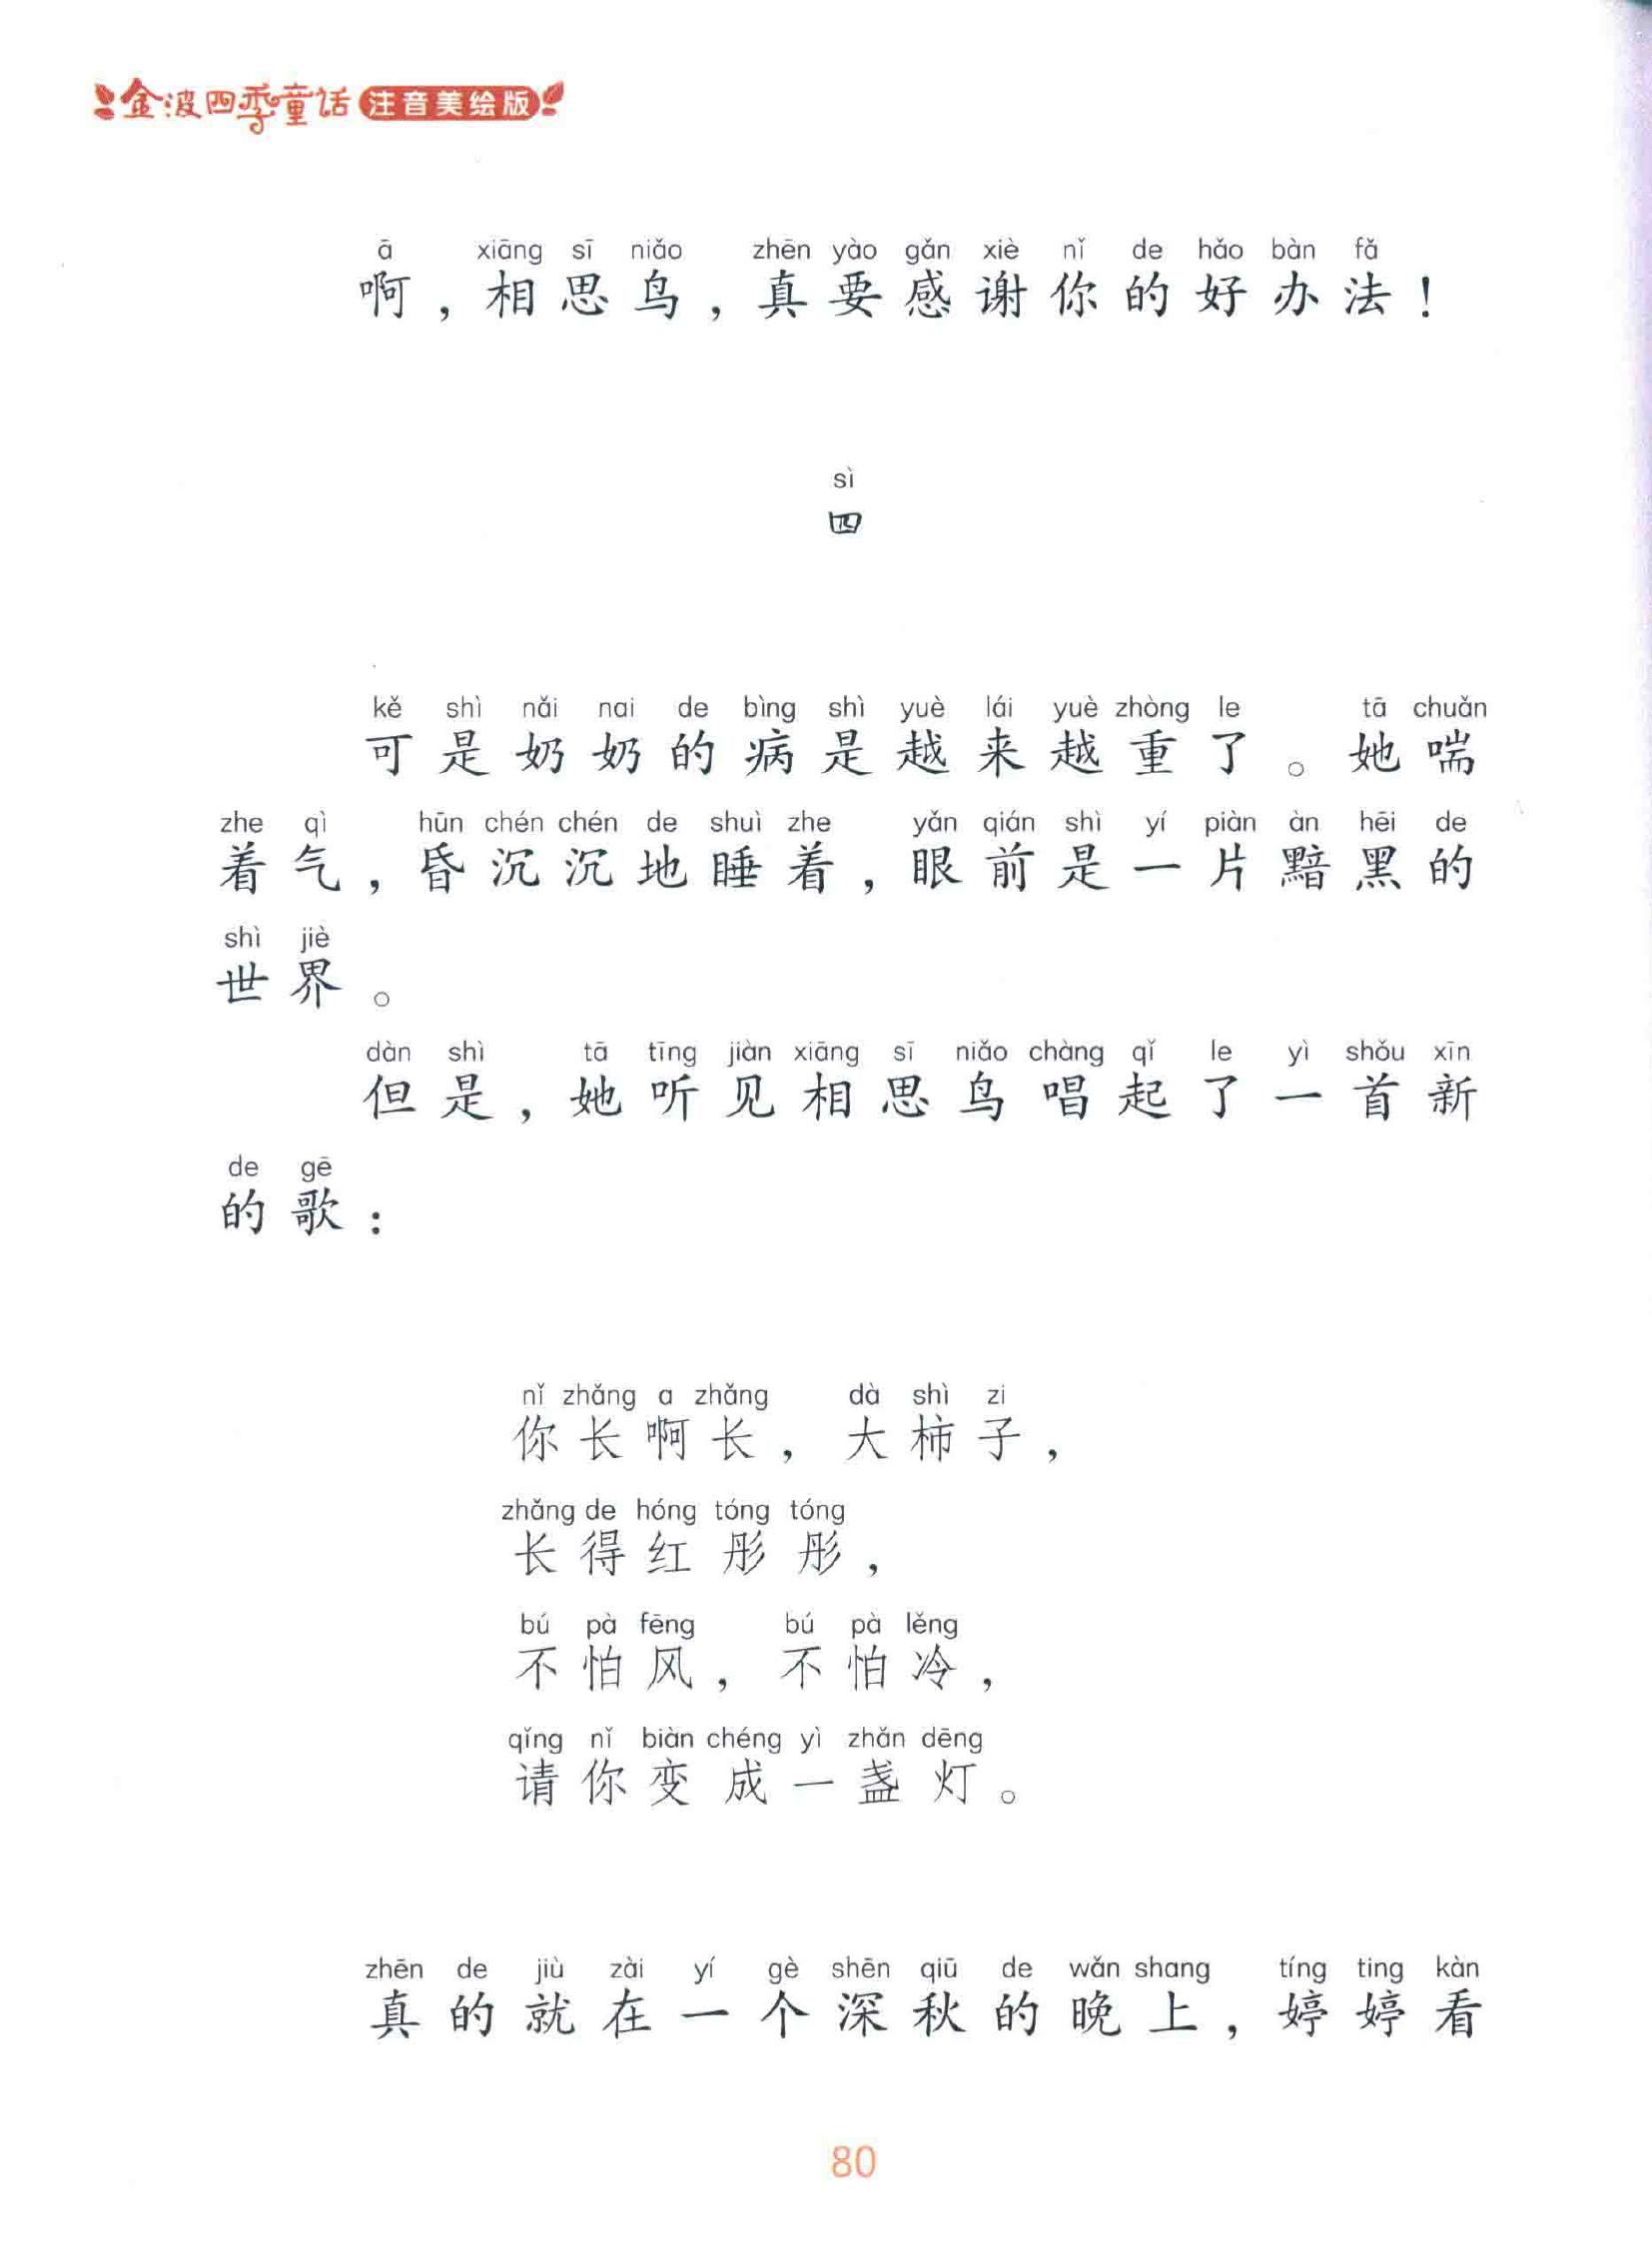 金波四季童话 注音美绘版
ā xiāng sī niǎo zhēn yào gǎn xiè nǐ de hǎo bàn fǎ
啊，相思鸟，真要感谢你的好办法！
sì
四
kě shì nǎi nai de bìng shì yuè lái yuè zhòng le tā chuǎn
可是奶奶的病是越来越重了。她喘
zhe qì hūn chén chén de shuì zhe yǎn qián shì yí piàn àn hēi de
着气，昏沉沉地睡着，眼前是一片黯黑的
shì jiè
世界。
dàn shì tā tīng jiàn xiāng sī niǎo chàng qǐ le yì shǒu xīn
但是，她听见相思鸟唱起了一首新
de gē
的歌：
nǐ zhǎng a zhǎng dà shì zi
你长啊长，大柿子，
zhǎng de hóng tóng tóng
长得红彤彤，
bú pà fēng bú pà lěng
不怕风，不怕冷，
qǐng nǐ biàn chéng yì zhǎn dēng
请你变成一盏灯。
zhēn de jiù zài yí gè shēn qiū de wǎn shang tíng ting kàn
真的就在一个深秋的晚上，婷婷看
80